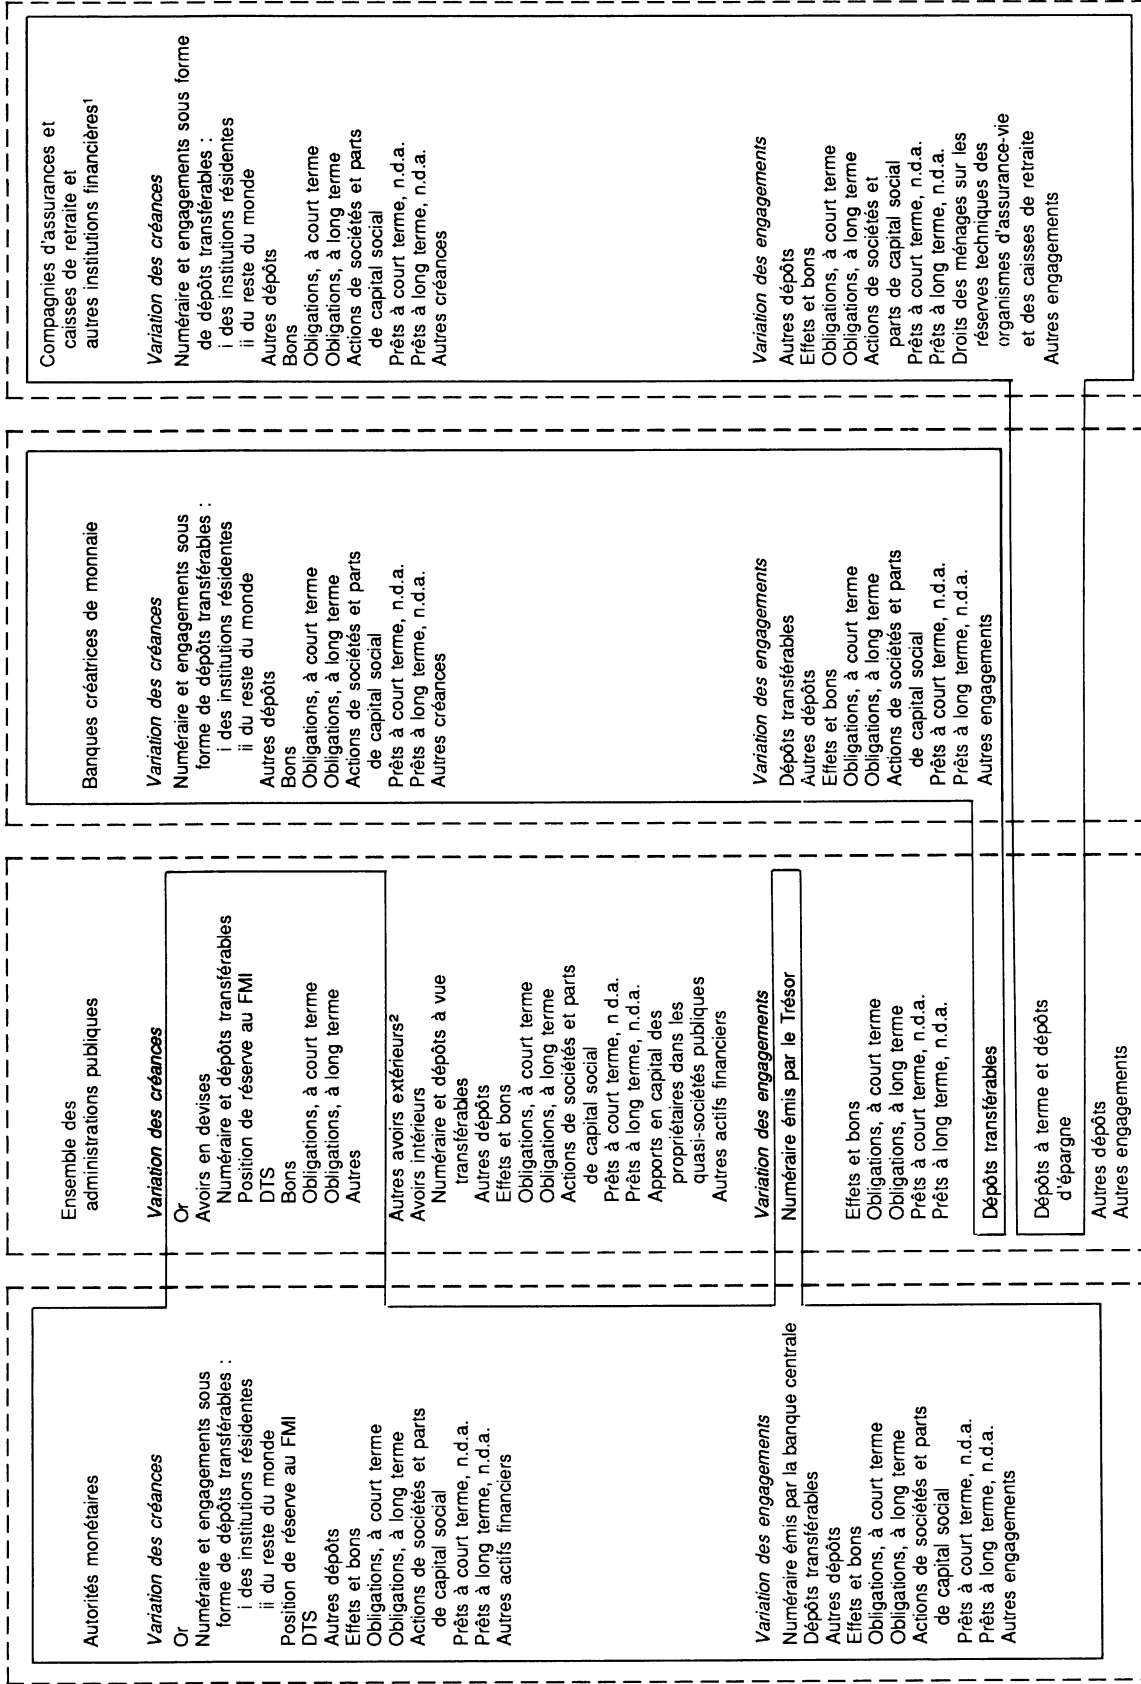 Autorités monétaires
Variation des créances
Or
Numéraire et engagements sous
forme de dépôts transférables :
i des institutions résidentes
ii du reste du monde
Position de réserve au FMI
DTS
Autres dépôts
Effets et bons
Obligations, à court terme
Obligations, à long terme
Actions de sociétés et parts
de capital social
Prêts à court terme, n.d.a.
Prêts à long terme, n.d.a.
Autres actifs financiers
Variation des engagements
Numéraire émis par la banque centrale
Dépôts transférables
Autres dépôts
Effets et bons
Obligations, à court terme
Obligations, à long terme
Actions de sociétés et parts
de capital social
Prêts à court terme, n.d.a.
Prêts à long terme, n.d.a.
Autres engagements
Ensemble des
administrations publiques
Variation des créances
Or
Avoirs en devises
Numéraire et dépôts transférables
Position de réserve au FMI
DTS
Bons
Obligations, à court terme
Obligations, à long terme
Autres
Autres avoirs extérieurs²
Avoirs intérieurs
Numéraire et dépôts à vue
transférables
Autres dépôts
Effets et bons
Obligations, à court terme
Obligations, à long terme
Actions de sociétés et parts
de capital social
Prêts à court terme, n d.a.
Prêts à long terme, n.d.a.
Apports en capital des
propriétaires dans les
quasi-sociétés publiques
Autres actifs financiers
Variation des engagements
Numéraire émis par le Trésor
Effets et bons
Obligations, à court terme
Obligations, à long terme
Prêts à court terme, n.d.a.
Prêts à long terme, n.d.a.
Dépôts transférables
Dépôts à terme et dépôts
d'épargne
Autres dépôts
Autres engagements
Banques créatrices de monnaie
Variation des créances
Numéraire et engagements sous
forme de dépôts transférables :
i des institutions résidentes
ii du reste du monde
Autres dépôts
Bons
Obligations, à court terme
Obligations, à long terme
Actions de sociétés et parts
de capital social
Prêts à court terme, n.d.a.
Prêts à long terme, n.d.a.
Autres créances
Variation des engagements
Dépôts transférables
Autres dépôts
Effets et bons
Obligations, à court terme
Obligations, à long terme
Actions de sociétés et parts
de capital social
Prêts à court terme, n.d.a.
Prêts à long terme, n.d.a.
Autres engagements
Compagnies d'assurances et
caisses de retraite et
autres institutions financières¹
Variation des créances
Numéraire et engagements sous forme
de dépôts transférables :
i des institutions résidentes
ii du reste du monde
Autres dépôts
Bons
Obligations, à court terme
Obligations, à long terme
Actions de sociétés et parts
de capital social
Prêts à court terme, n.d.a.
Prêts à long terme, n.d.a.
Autres créances
Variation des engagements
Autres dépôts
Effets et bons
Obligations, à court terme
Obligations, à long terme
Actions de sociétés et
parts de capital social
Prêts à court terme, n.d.a.
Prêts à long terme, n.d.a.
Droits des ménages sur les
réserves techniques des
organismes d'assurance-vie
et des caisses de retraite
Autres engagements